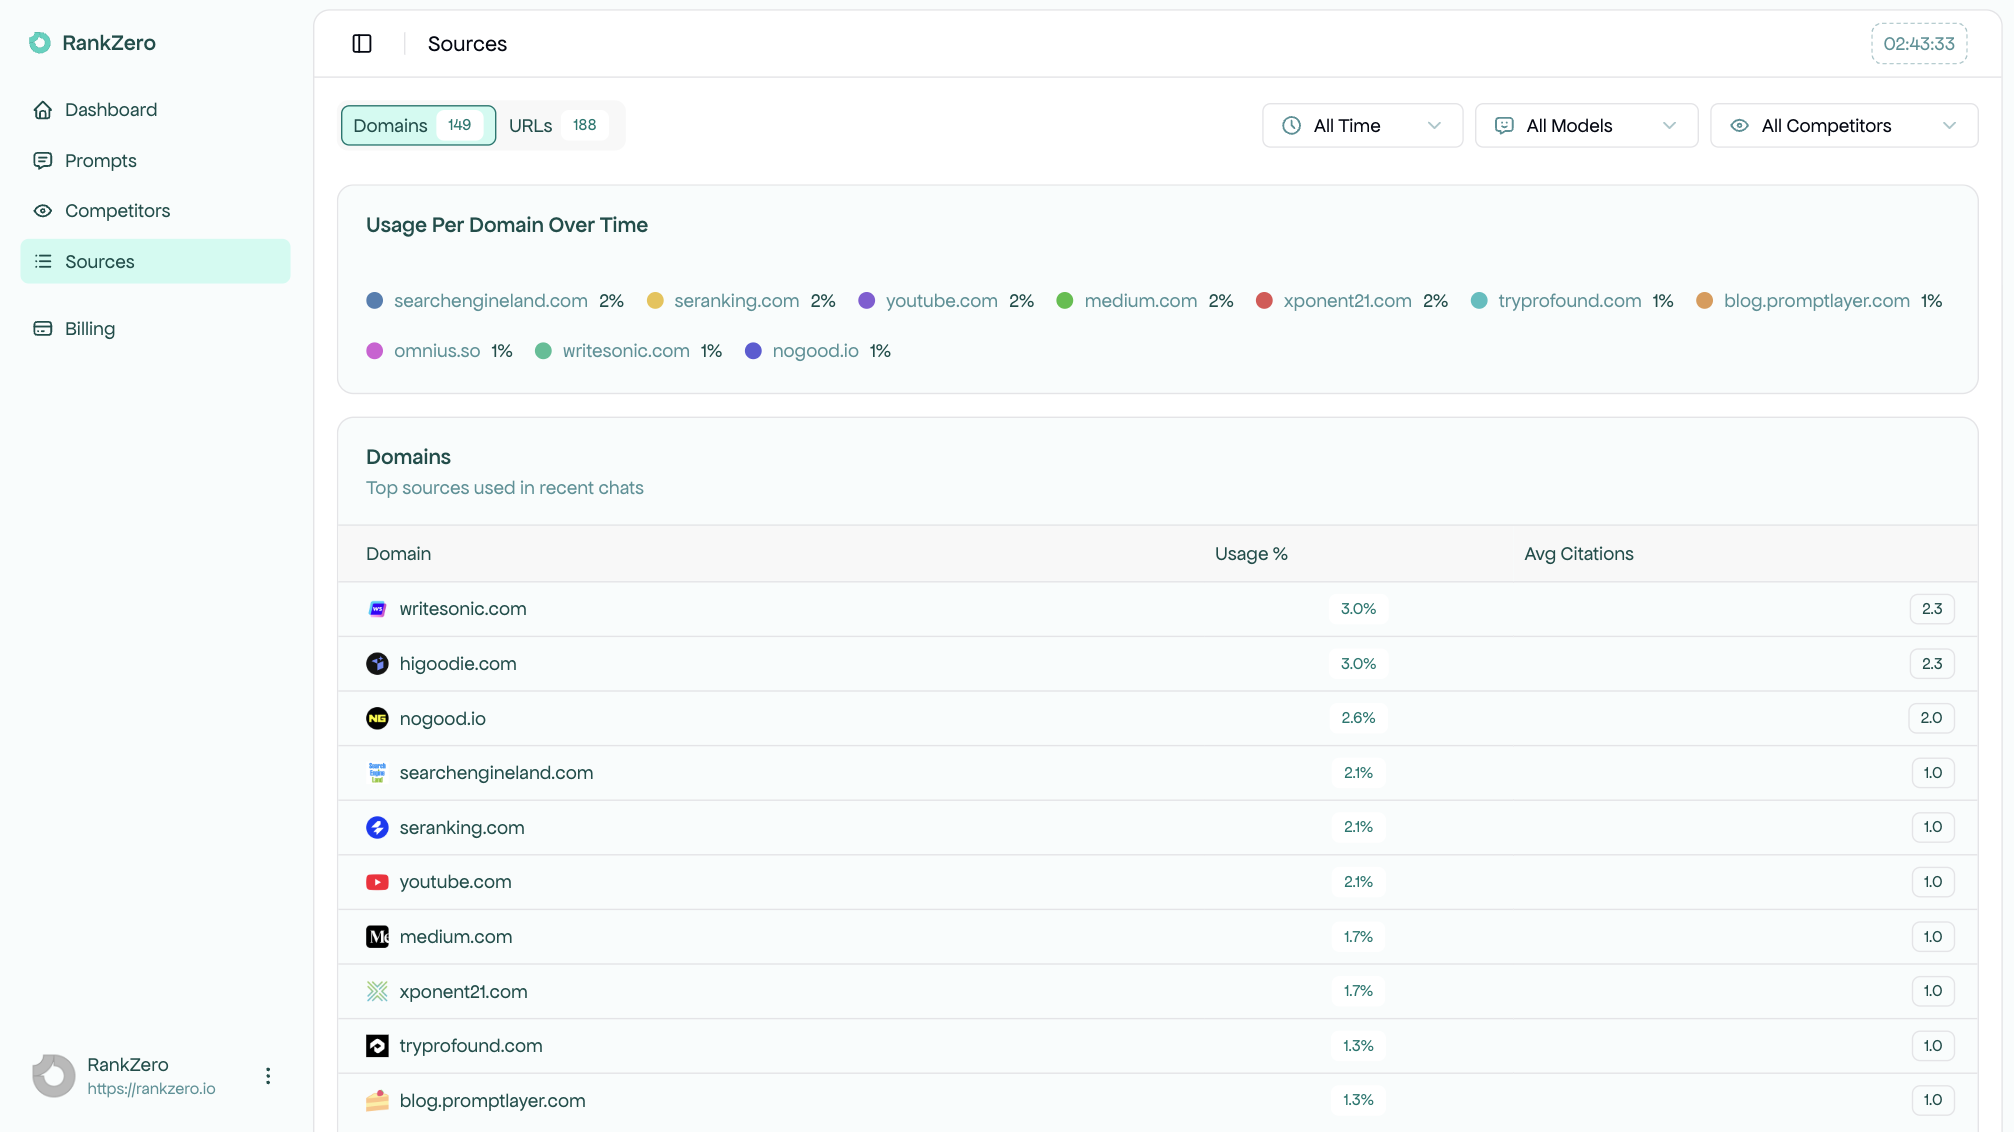 RankZero
Dashboard
Prompts
Competitors
Sources
Billing
RankZero
https://rankzero.io
Sources
02:43:33
Domains 149 URLs 188
All Time All Models All Competitors
Usage Per Domain Over Time
searchengineland.com 2% seranking.com 2% youtube.com 2% medium.com 2% xponent21.com 2% tryprofound.com 1% blog.promptlayer.com 1%
omnius.so 1% writesonic.com 1% nogood.io 1%
Domains
Top sources used in recent chats
Domain Usage % Avg Citations
WS writesonic.com 3.0% 2.3
higoodie.com 3.0% 2.3
NG nogood.io 2.6% 2.0
Search Engine Land searchengineland.com 2.1% 1.0
seranking.com 2.1% 1.0
youtube.com 2.1% 1.0
Me medium.com 1.7% 1.0
xponent21.com 1.7% 1.0
tryprofound.com 1.3% 1.0
blog.promptlayer.com 1.3% 1.0